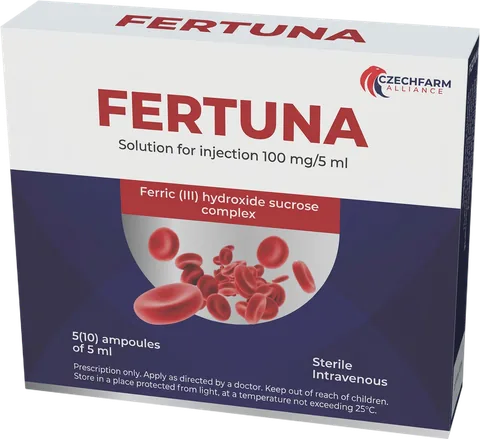 CZECHFARM
ALLIANCE
FERTUNA
Solution for injection 100 mg/5 ml
Ferric (III) hydroxide sucrose
complex
5(10) ampoules
of 5 ml
Sterile
Intravenous
Prescription only. Apply as directed by a doctor. Keep out of reach of children.
Store in a place protected from light, at a temperature not exceeding 25°C.